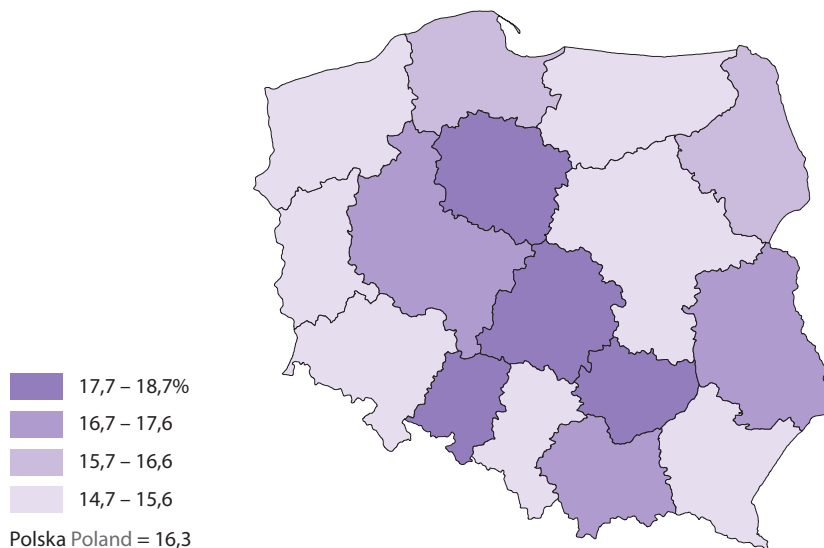 17,7 – 18,7%
16,7 – 17,6
15,7 – 16,6
14,7 – 15,6
Polska Poland = 16,3